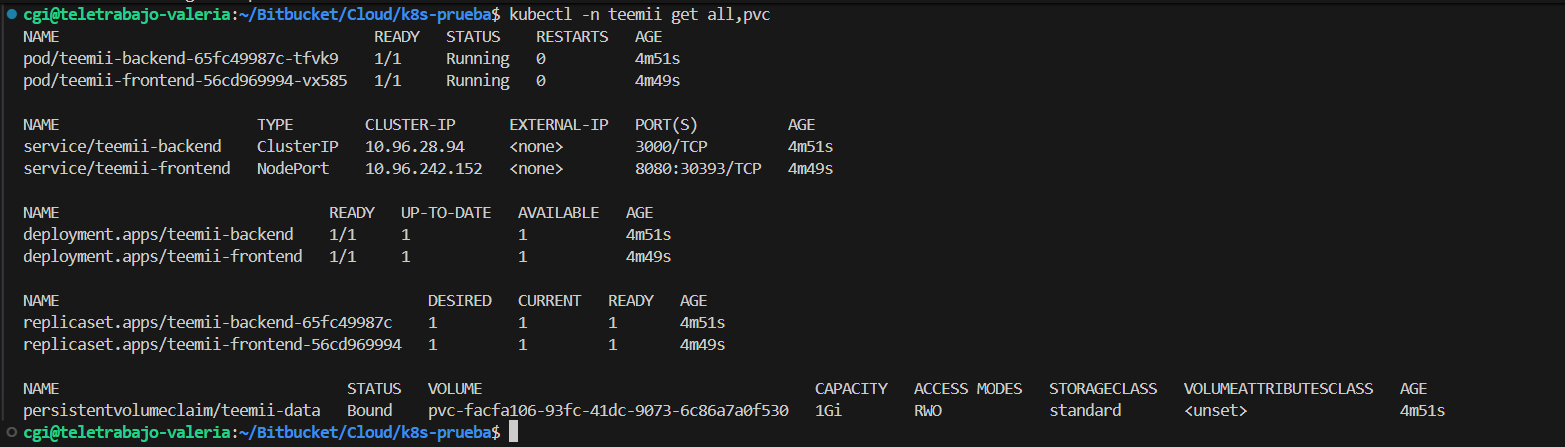 cgi@teletrabajo-valeria:~/Bitbucket/Cloud/k8s-prueba$ kubectl -n teemii get all,pvc
NAME READY STATUS RESTARTS AGE
pod/teemii-backend-65fc49987c-tfvk9 1/1 Running 0 4m51s
pod/teemii-frontend-56cd969994-vx585 1/1 Running 0 4m49s
NAME TYPE CLUSTER-IP EXTERNAL-IP PORT(S) AGE
service/teemii-backend ClusterIP 10.96.28.94 <none> 3000/TCP 4m51s
service/teemii-frontend NodePort 10.96.242.152 <none> 8080:30393/TCP 4m49s
NAME READY UP-TO-DATE AVAILABLE AGE
deployment.apps/teemii-backend 1/1 1 1 4m51s
deployment.apps/teemii-frontend 1/1 1 1 4m49s
NAME DESIRED CURRENT READY AGE
replicaset.apps/teemii-backend-65fc49987c 1 1 1 4m51s
replicaset.apps/teemii-frontend-56cd969994 1 1 1 4m49s
NAME STATUS VOLUME CAPACITY ACCESS MODES STORAGECLASS VOLUMEATTRIBUTESCLASS AGE
persistentvolumeclaim/teemii-data Bound pvc-facfa106-93fc-41dc-9073-6c86a7a0f530 1Gi RWO standard <unset> 4m51s
cgi@teletrabajo-valeria:~/Bitbucket/Cloud/k8s-prueba$